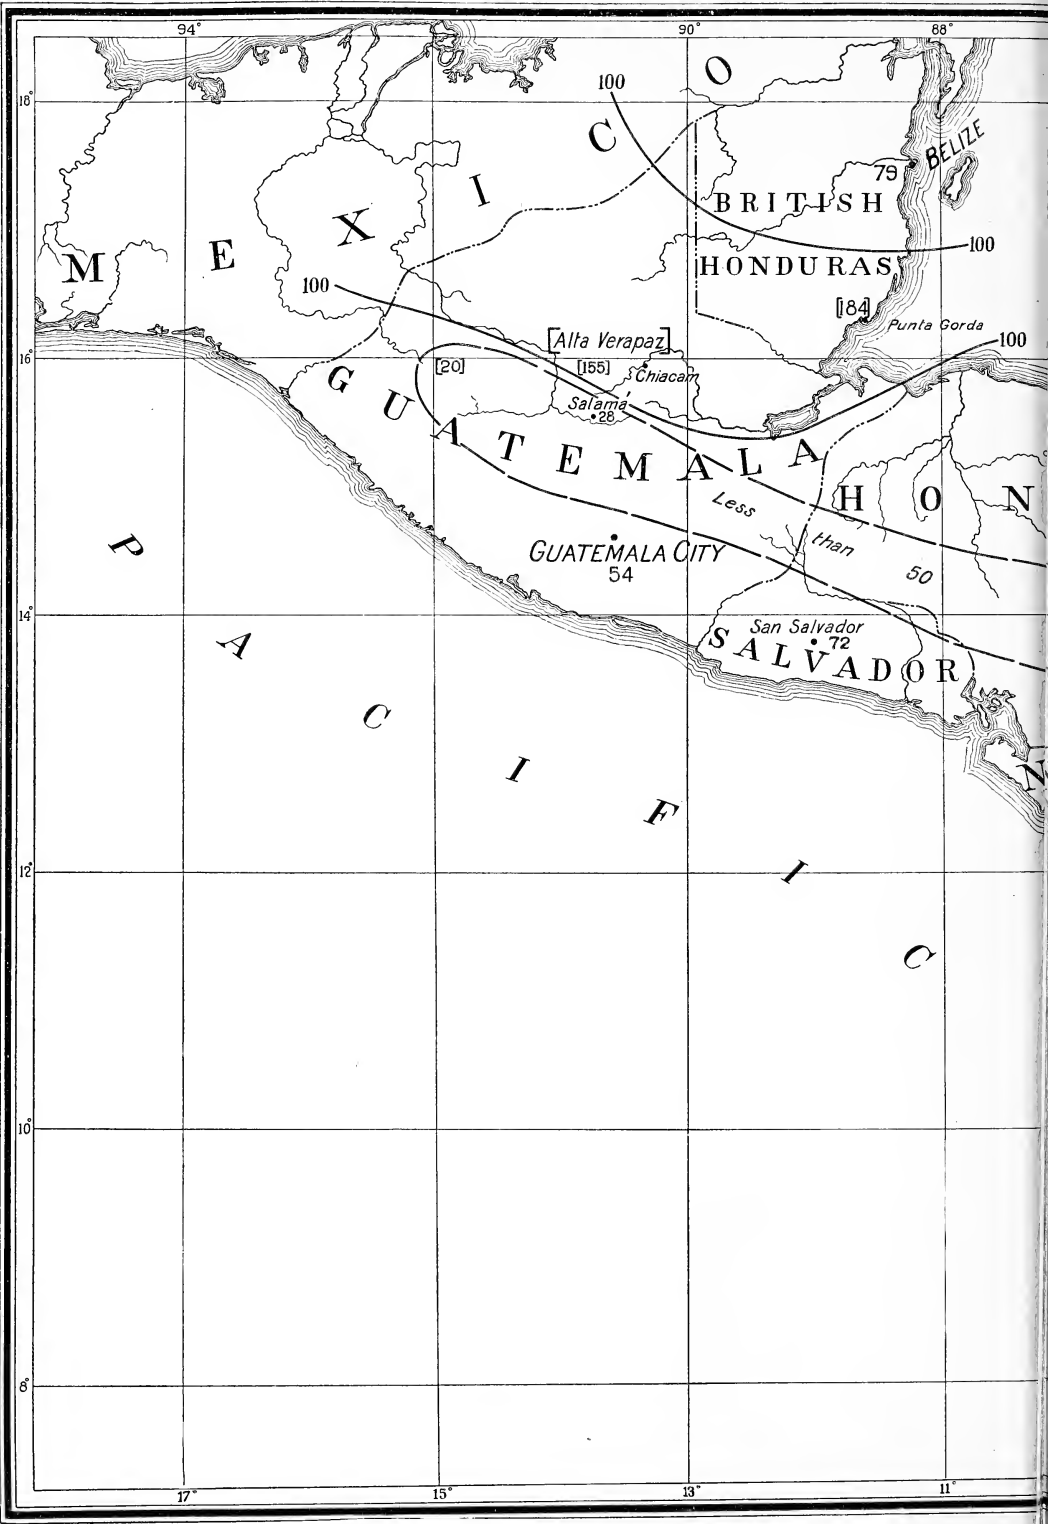 94° 90° 88°
18°
100
MEXICO
79 BELIZE
BRITISH
HONDURAS
100
100
[184]
Punta Gorda
100
16°
[Alta Verapaz]
[20] [155]
Chiacam
Salamá
28
GUATEMALA
HON
Less than 50
GUATEMALA CITY
54
14°
San Salvador
72
SALVADOR
N
PACIFIC
12°
10°
8°
17° 15° 13° 11°